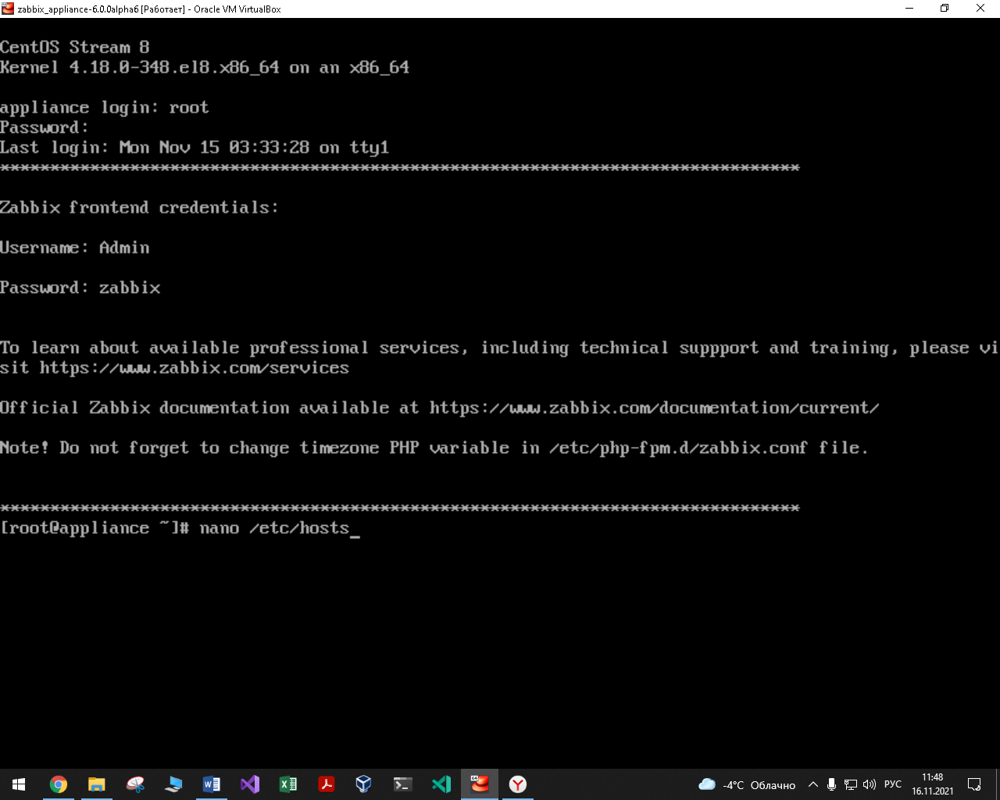 zabbix_appliance-6.0.0alpha6 [Работает] - Oracle VM VirtualBox
CentOS Stream 8
Kernel 4.18.0-348.el8.x86_64 on an x86_64
appliance login: root
Password:
Last login: Mon Nov 15 03:33:28 on tty1
********************************************************************************
Zabbix frontend credentials:
Username: Admin
Password: zabbix
To learn about available professional services, including technical suppport and training, please vi
sit https://www.zabbix.com/services
Official Zabbix documentation available at https://www.zabbix.com/documentation/current/
Note! Do not forget to change timezone PHP variable in /etc/php-fpm.d/zabbix.conf file.
********************************************************************************
[root@appliance ~]# nano /etc/hosts_
-4°C Облачно
РУС
11:48
16.11.2021